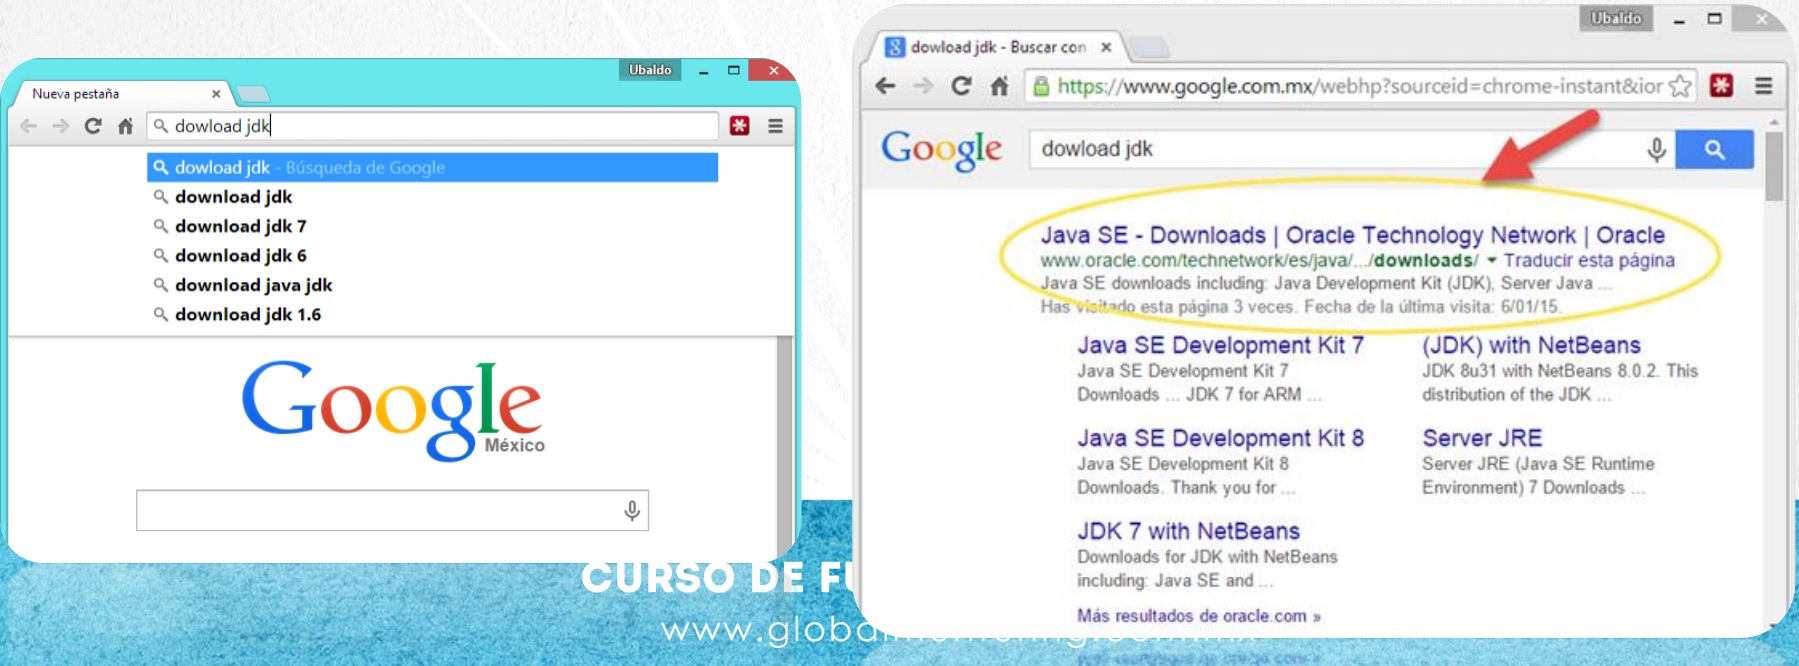 Ubaldo
Nueva pestaña
dowload jdk
dowload jdk - Búsqueda de Google
download jdk
download jdk 7
download jdk 6
download java jdk
download jdk 1.6
Google
México
Ubaldo
dowload jdk - Buscar con
https://www.google.com.mx/webhp?sourceid=chrome-instant&ior
Google
dowload jdk
Java SE - Downloads | Oracle Technology Network | Oracle
www.oracle.com/technetwork/es/java/.../downloads/ Traducir esta página
Java SE downloads including: Java Development Kit (JDK), Server Java ...
Has visitado esta página 3 veces. Fecha de la última visita: 6/01/15.
Java SE Development Kit 7
Java SE Development Kit 7
Downloads ... JDK 7 for ARM ...
(JDK) with NetBeans
JDK 8u31 with NetBeans 8.0.2. This
distribution of the JDK ...
Java SE Development Kit 8
Java SE Development Kit 8
Downloads. Thank you for ...
Server JRE
Server JRE (Java SE Runtime
Environment) 7 Downloads ...
JDK 7 with NetBeans
Downloads for JDK with NetBeans
including: Java SE and ...
Más resultados de oracle.com »
CURSO DE